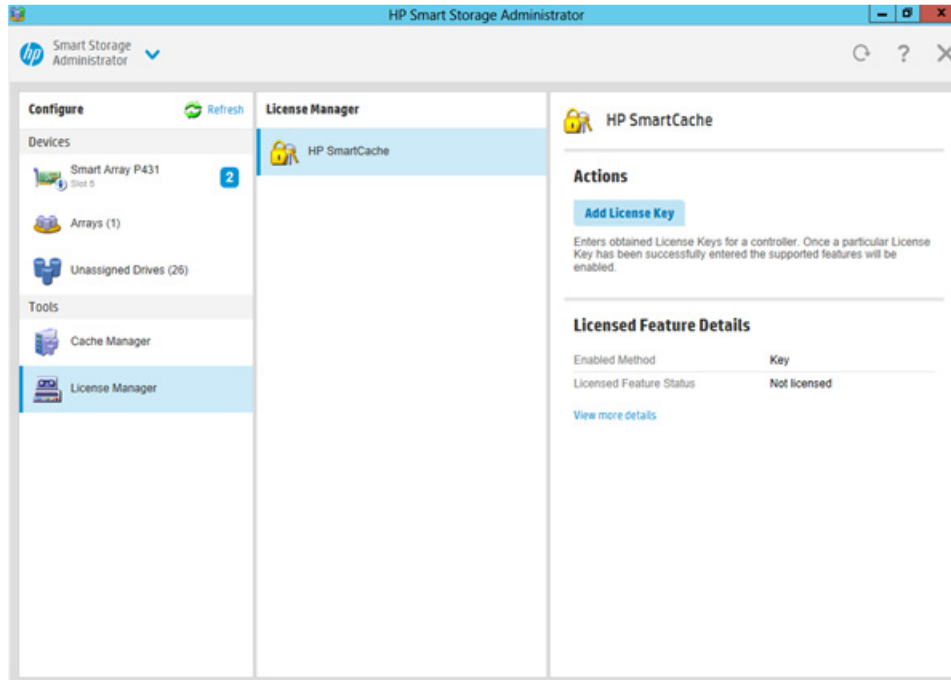 HP Smart Storage Administrator
hp
Smart Storage
Administrator
Configure
Refresh
Devices
Smart Array P431
Slot 5
2
Arrays (1)
Unassigned Drives (26)
Tools
Cache Manager
License Manager
License Manager
HP SmartCache
HP SmartCache
Actions
Add License Key
Enters obtained License Keys for a controller. Once a particular License
Key has been successfully entered the supported features will be
enabled.
Licensed Feature Details
Enabled Method Key
Licensed Feature Status Not licensed
View more details